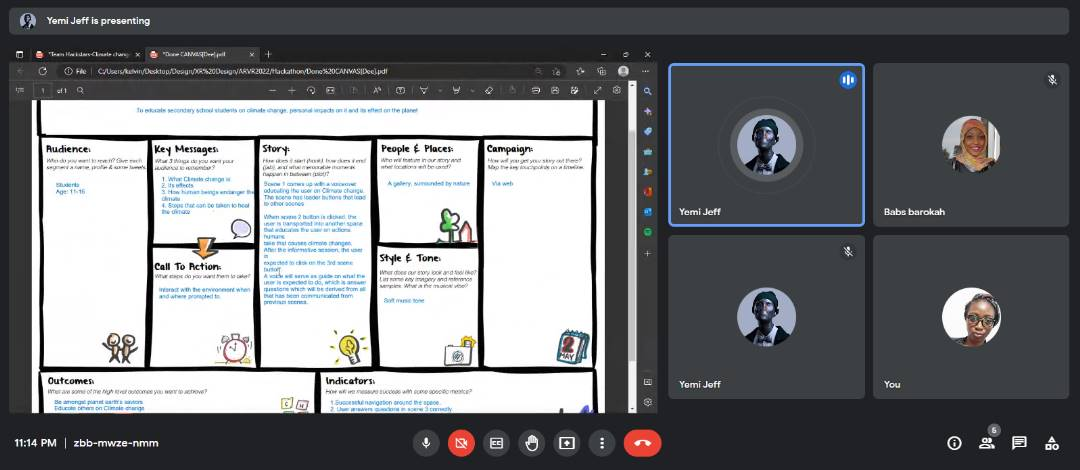 Yemi Jeff is presenting
*Team Hackstars-Climate chang
*Done CANVAS[Dee].pdf
File
C:/Users/kelvin/Desktop/Design/XR%20Design/ARVR2022/Hackathon/Done%20CANVAS[Dee].pdf
1 of 1
To educate secondary school students on climate change, personal impacts on it and its effect on the planet
Audience:
Who do you want to reach? Give each
segment a name, profile & some tweets.
Students
Age: 11-16
Key Messages:
What 3 things do you want your
audience to remember?
1. What Climate change is
2. Its effects
3. How human beings endanger the
climate
4. Steps that can be taken to heal
the climate
Call To Action:
What steps do you want them to take?
Interact with the environment when
and where prompted to.
Story:
How does it start (hook), how does it end
(job), and what memorable moments
happen in between (plot)?
Scene 1 comes up with a voiceover
educating the user on Climate change.
The scene has loader buttons that lead
to other scenes
When scene 2 button is clicked, the
user is transported into another space
that educates the user on actions
humans
take that causes climate changes.
After the informative session, the user
is
expected to click on the 3rd scene
button
A voice will serve as guide on what the
user is expected to do, which is answer
questions which will be derived from all
that has been communicated from
previous scenes.
People & Places:
Who will feature in our story and
what locations will be used?
A gallery, surrounded by nature
Style & Tone:
What does our story look and feel like?
List some key imagery and reference
samples. What is the musical vibe?
Soft music tone
Campaign:
How will you get your story out there?
Map the key touchpoints on a timeline.
Via web
2
MAY
Outcomes:
What are some of the high level outcomes you want to achieve?
Be amongst planet earth's saviors
Educate others on Climate change
Indicators:
How will we measure success with some specific metrics?
1. Successful navigation around the space.
2. User answers questions in scene 3 correctly
Yemi Jeff
Babs barokah
Yemi Jeff
You
11:14 PM | zbb-mwze-nmm